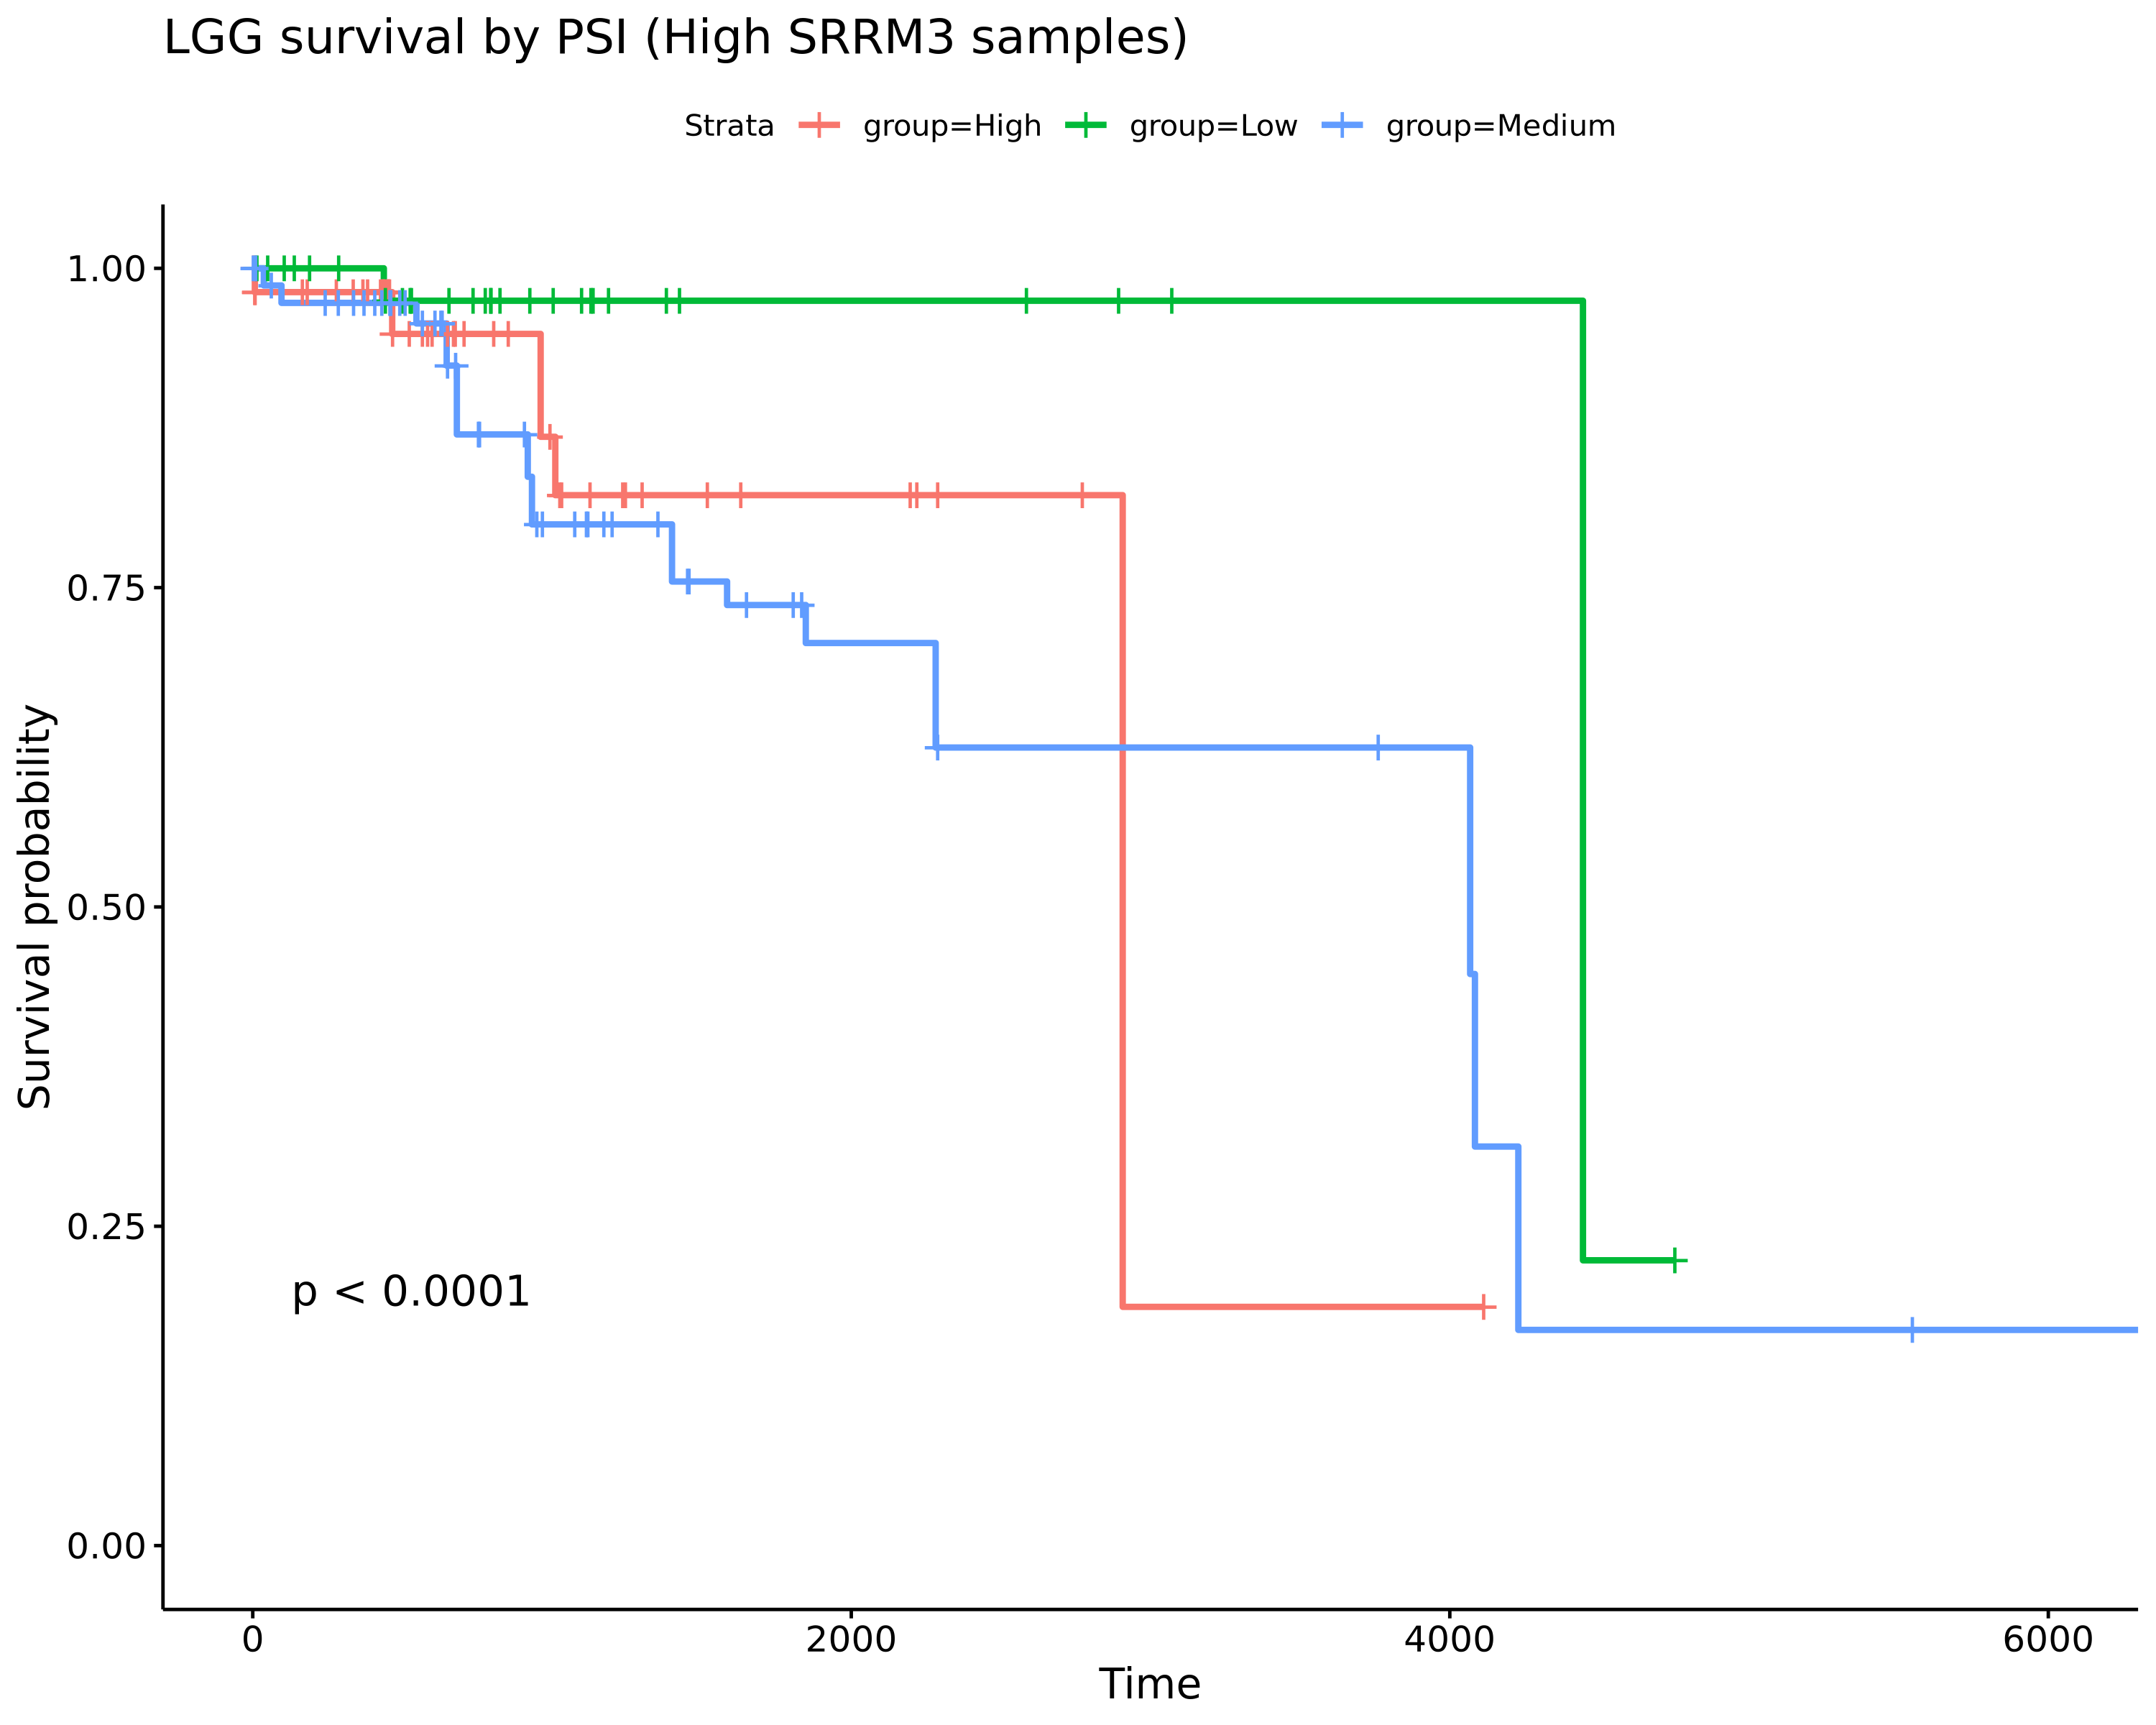 LGG survival by PSI (High SRRM3 samples)
Strata group=High group=Low group=Medium
1.00
0.75
0.50
0.25
0.00
Survival probability
p < 0.0001
0 2000 4000 6000
Time